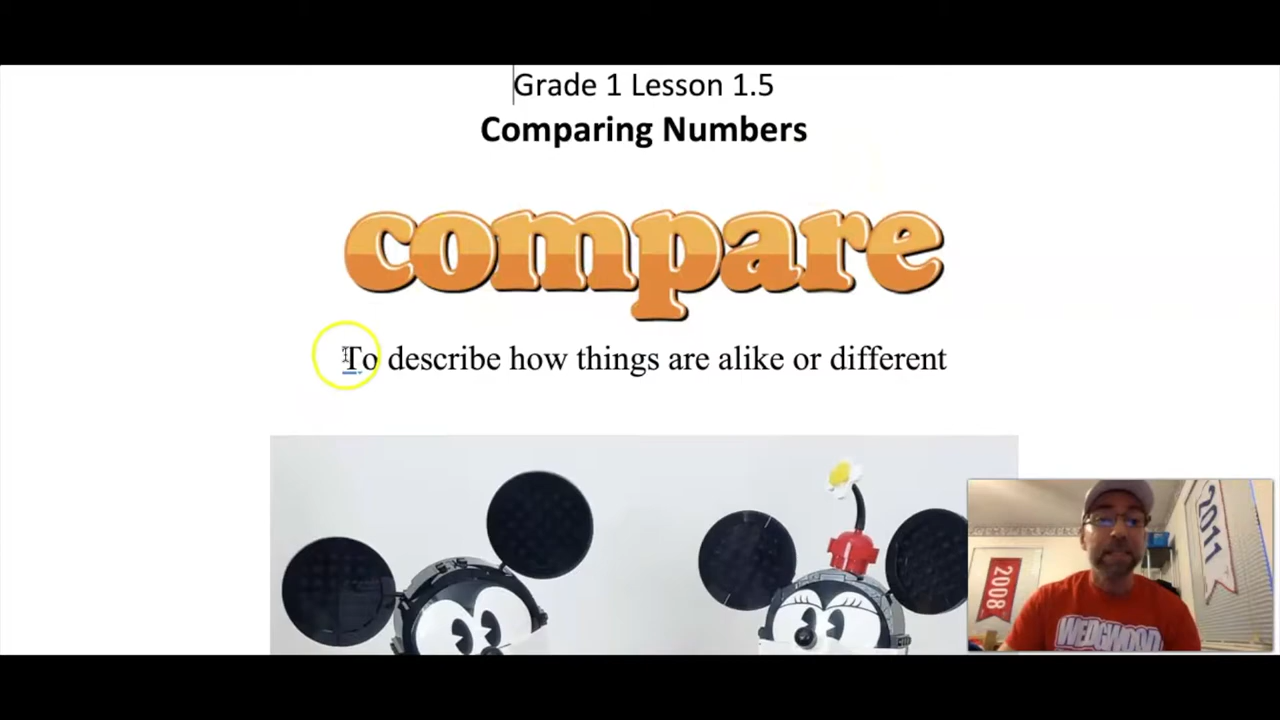 Grade 1 Lesson 1.5
Comparing Numbers
compare
To describe how things are alike or different
2008
2011
WEDGWOOD